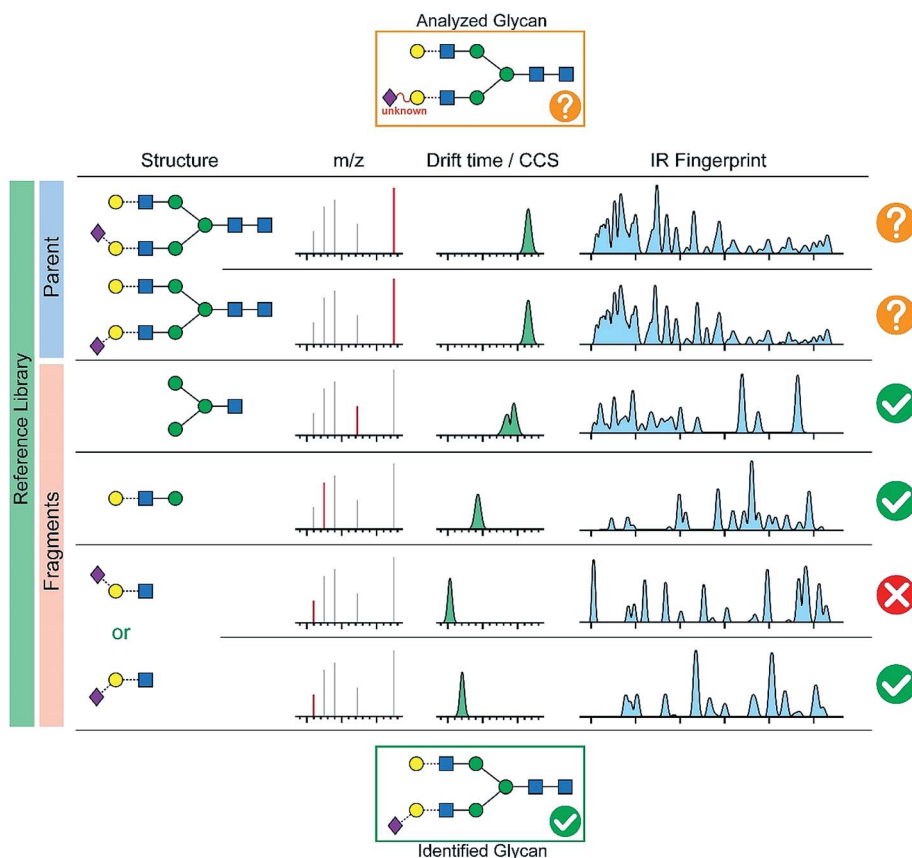 Analyzed Glycan
unknown
?
Structure
m/z
Drift time / CCS
IR Fingerprint
Reference Library
Parent
?
?
Fragments
or
Identified Glycan